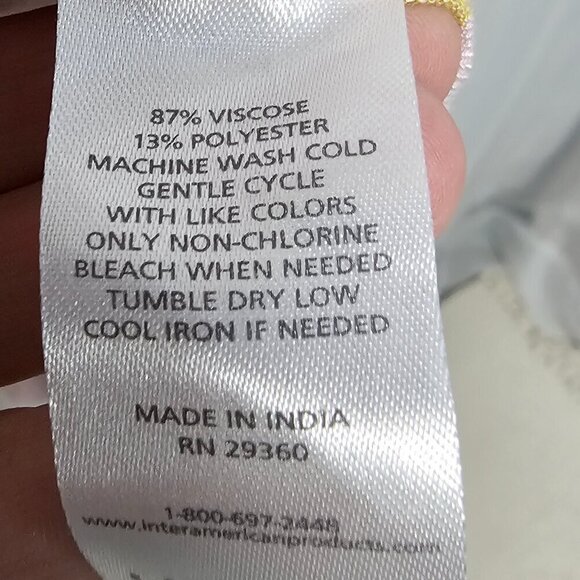 87% VISCOSE
13% POLYESTER
MACHINE WASH COLD
GENTLE CYCLE
WITH LIKE COLORS
ONLY NON-CHLORINE
BLEACH WHEN NEEDED
TUMBLE DRY LOW
COOL IRON IF NEEDED
MADE IN INDIA
RN 29360
1-800-697-2448
www.interamericanproducts.com